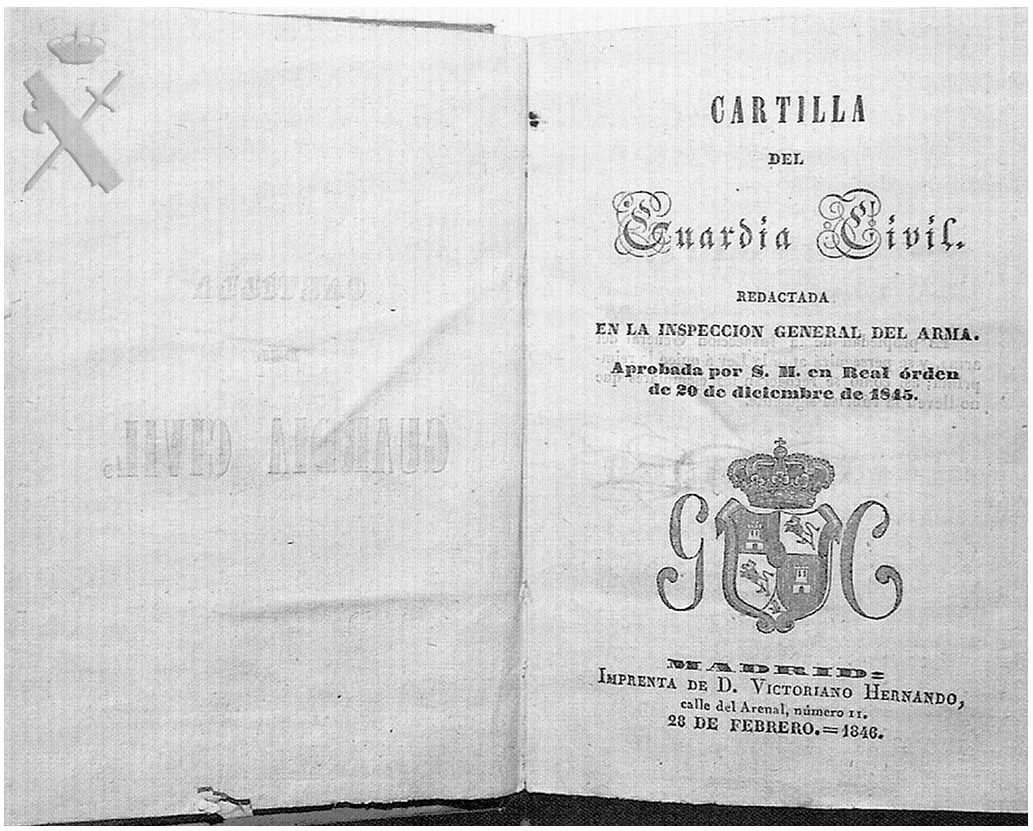 CARTILLA
DEL
Guardia Civil.
REDACTADA
EN LA INSPECCION GENERAL DEL ARMA.
Aprobada por S. M. en Real órden
de 20 de diciembre de 1845.
G C
MADRID:
IMPRENTA DE D. VICTORIANO HERNANDO,
calle del Arenal, número 11.
28 DE FEBRERO.=1846.